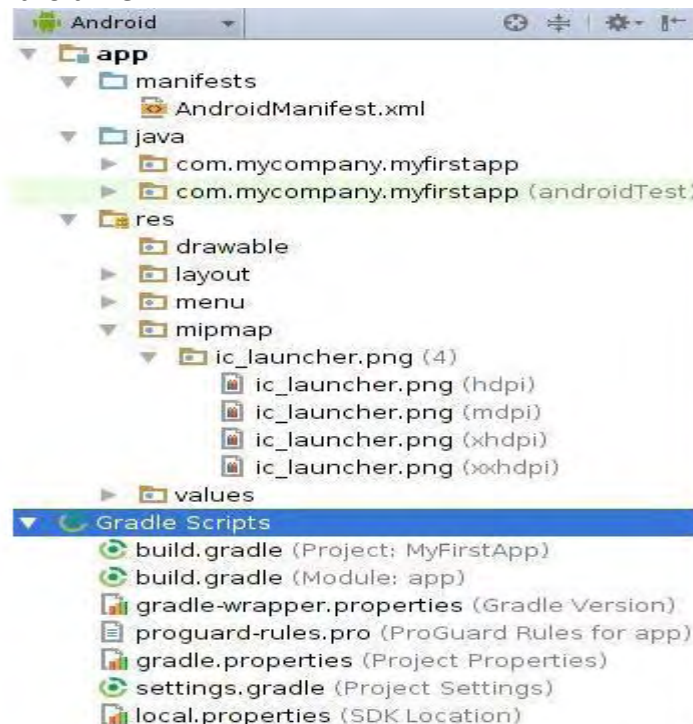 Android
app
manifests
AndroidManifest.xml
java
com.mycompany.myfirstapp
com.mycompany.myfirstapp (androidTest)
res
drawable
layout
menu
mipmap
ic_launcher.png (4)
ic_launcher.png (hdpi)
ic_launcher.png (mdpi)
ic_launcher.png (xhdpi)
ic_launcher.png (xxhdpi)
values
Gradle Scripts
build.gradle (Project: MyFirstApp)
build.gradle (Module: app)
gradle-wrapper.properties (Gradle Version)
proguard-rules.pro (ProGuard Rules for app)
gradle.properties (Project Properties)
settings.gradle (Project Settings)
local.properties (SDK Location)